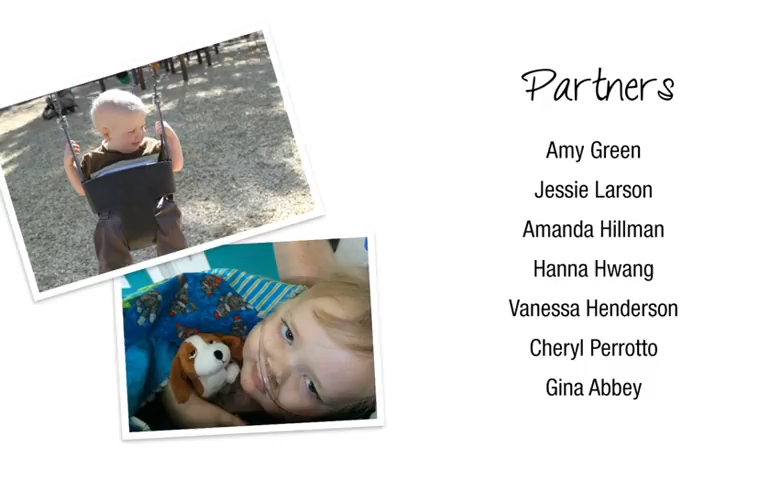 Partners
Amy Green
Jessie Larson
Amanda Hillman
Hanna Hwang
Vanessa Henderson
Cheryl Perrotto
Gina Abbey